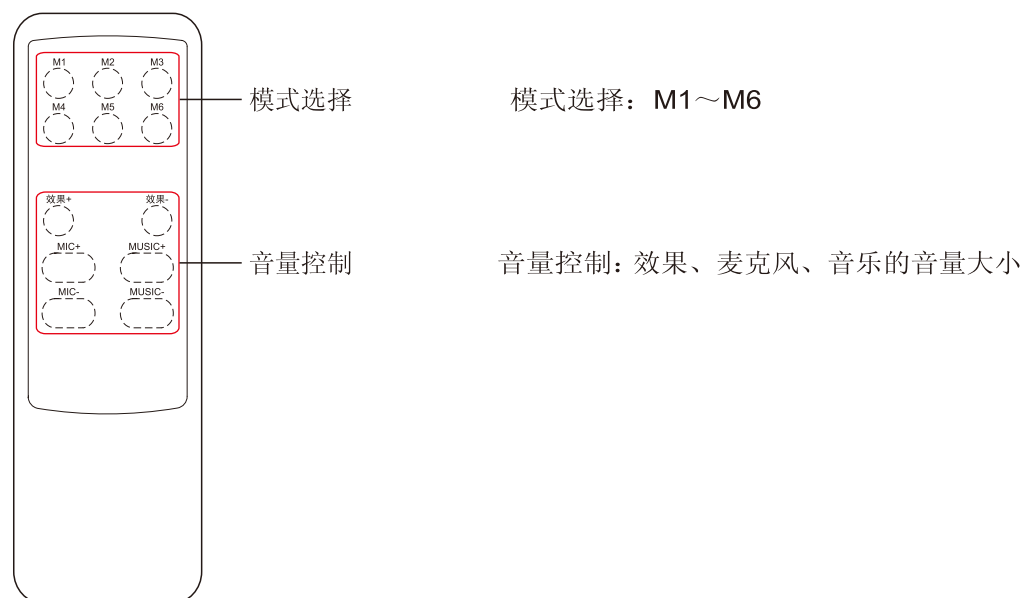 M1 M2 M3
M4 M5 M6
模式选择
模式选择：M1～M6
效果+ 效果-
MIC+ MUSIC+
MIC- MUSIC-
音量控制
音量控制：效果、麦克风、音乐的音量大小